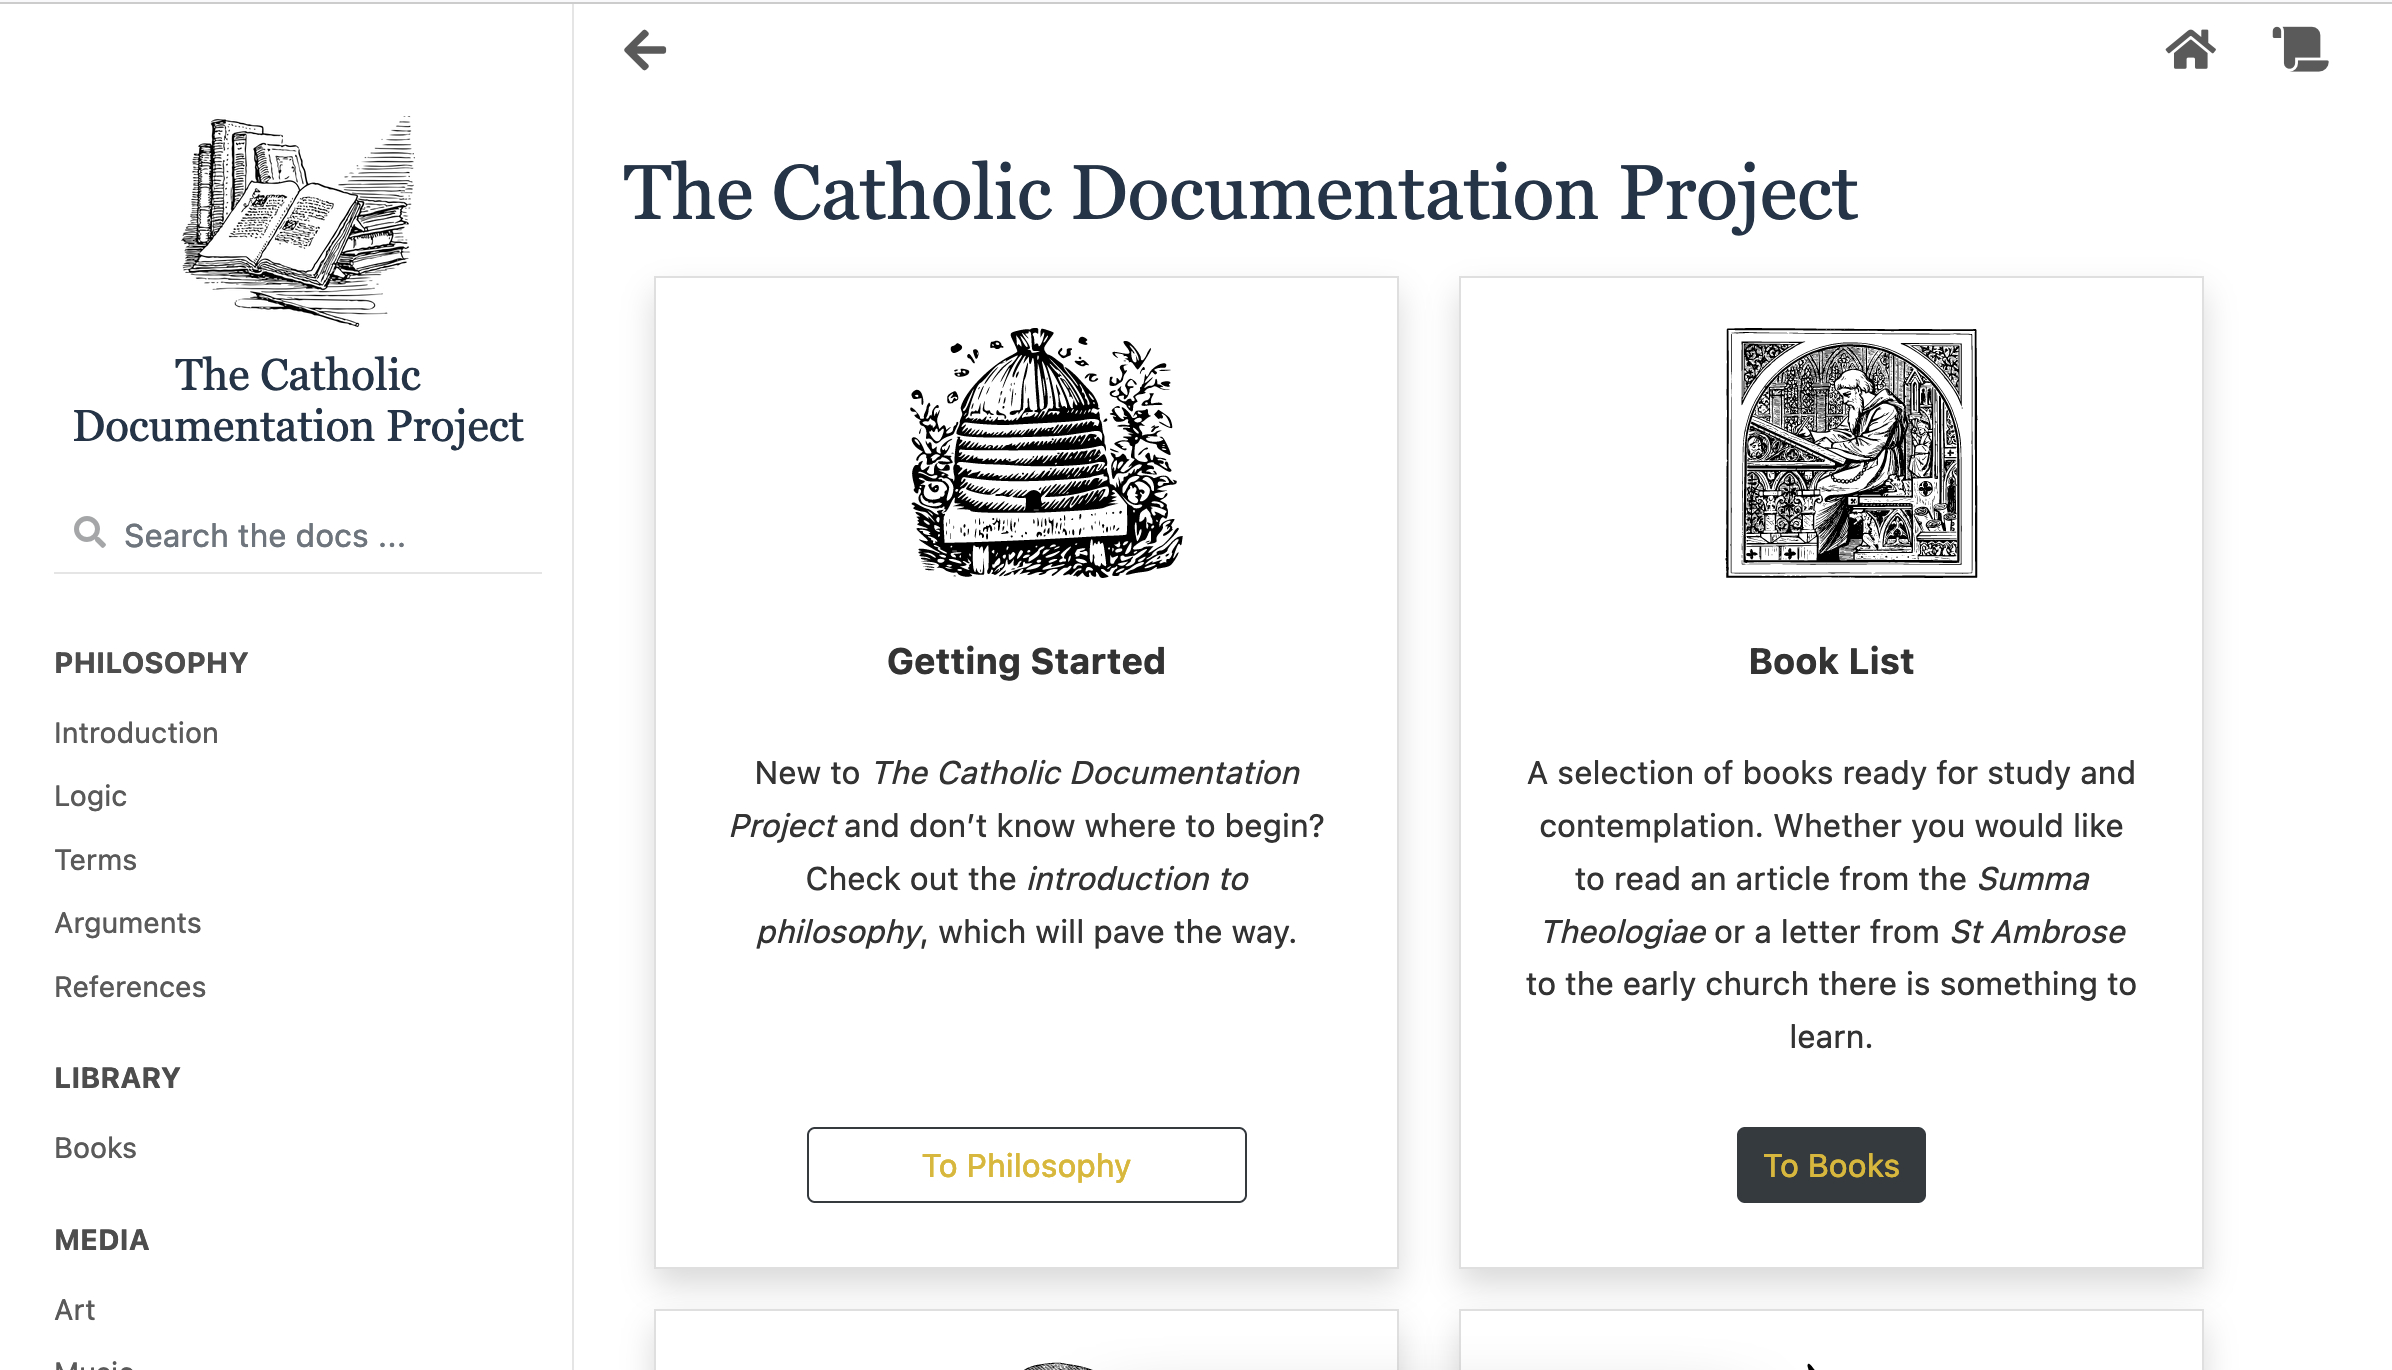 The Catholic
Documentation Project
Search the docs ...
PHILOSOPHY
Introduction
Logic
Terms
Arguments
References
LIBRARY
Books
MEDIA
Art
Music
The Catholic Documentation Project
Getting Started
New to The Catholic Documentation
Project and don’t know where to begin?
Check out the introduction to
philosophy, which will pave the way.
To Philosophy
Book List
A selection of books ready for study and
contemplation. Whether you would like
to read an article from the Summa
Theologiae or a letter from St Ambrose
to the early church there is something to
learn.
To Books